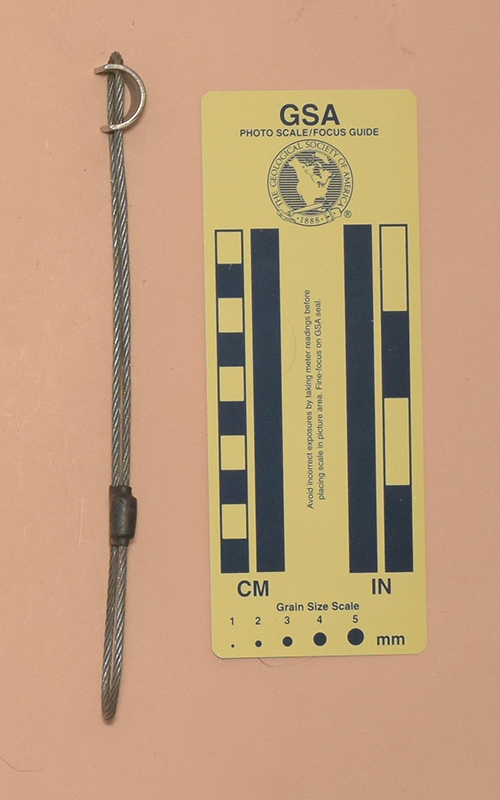 GSA
PHOTO SCALE/FOCUS GUIDE
THE GEOLOGICAL SOCIETY OF AMERICA
1888
®
Avoid incorrect exposures by taking meter readings before
placing scale in picture area. Fine-focus on GSA seal.
CM IN
Grain Size Scale
1 2 3 4 5
mm